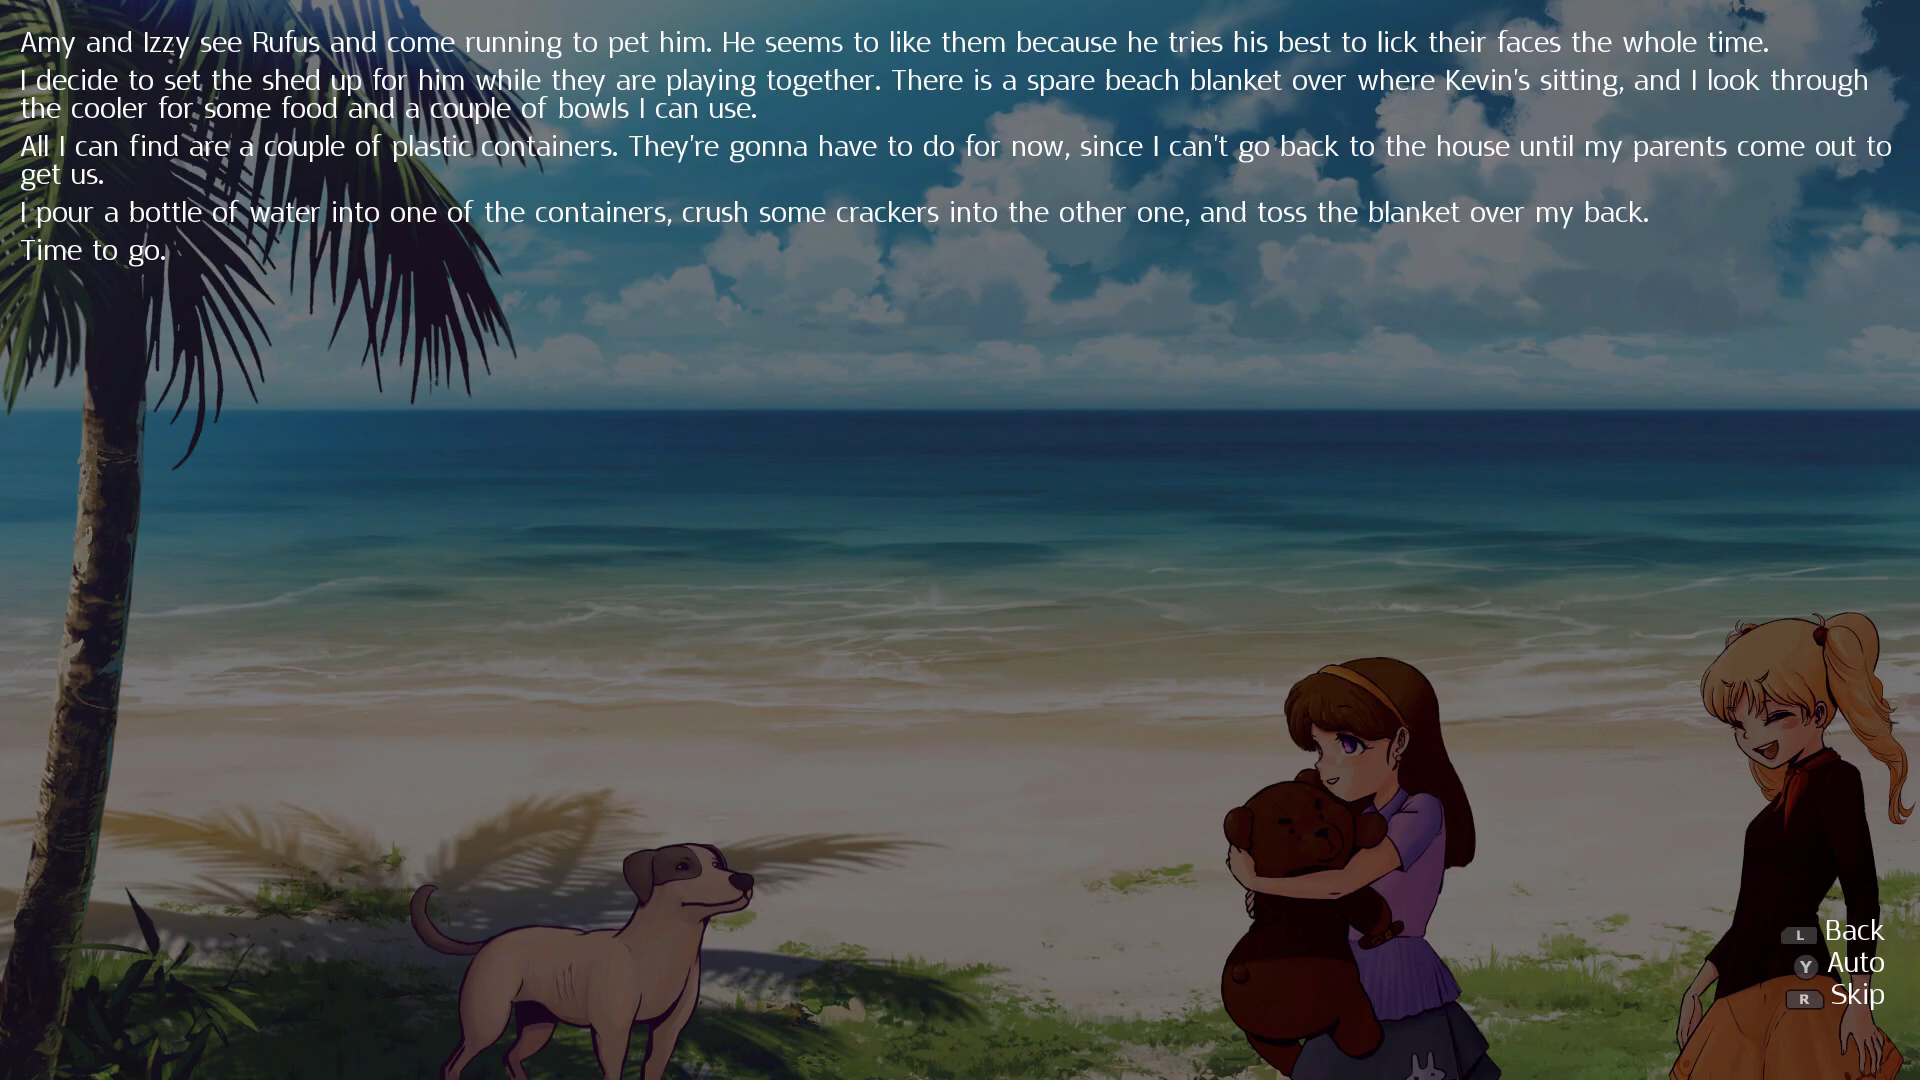 Amy and Izzy see Rufus and come running to pet him. He seems to like them because he tries his best to lick their faces the whole time.
I decide to set the shed up for him while they are playing together. There is a spare beach blanket over where Kevin's sitting, and I look through
the cooler for some food and a couple of bowls I can use.
All I can find are a couple of plastic containers. They're gonna have to do for now, since I can't go back to the house until my parents come out to
get us.
I pour a bottle of water into one of the containers, crush some crackers into the other one, and toss the blanket over my back.
Time to go.
L Back
Y Auto
R Skip